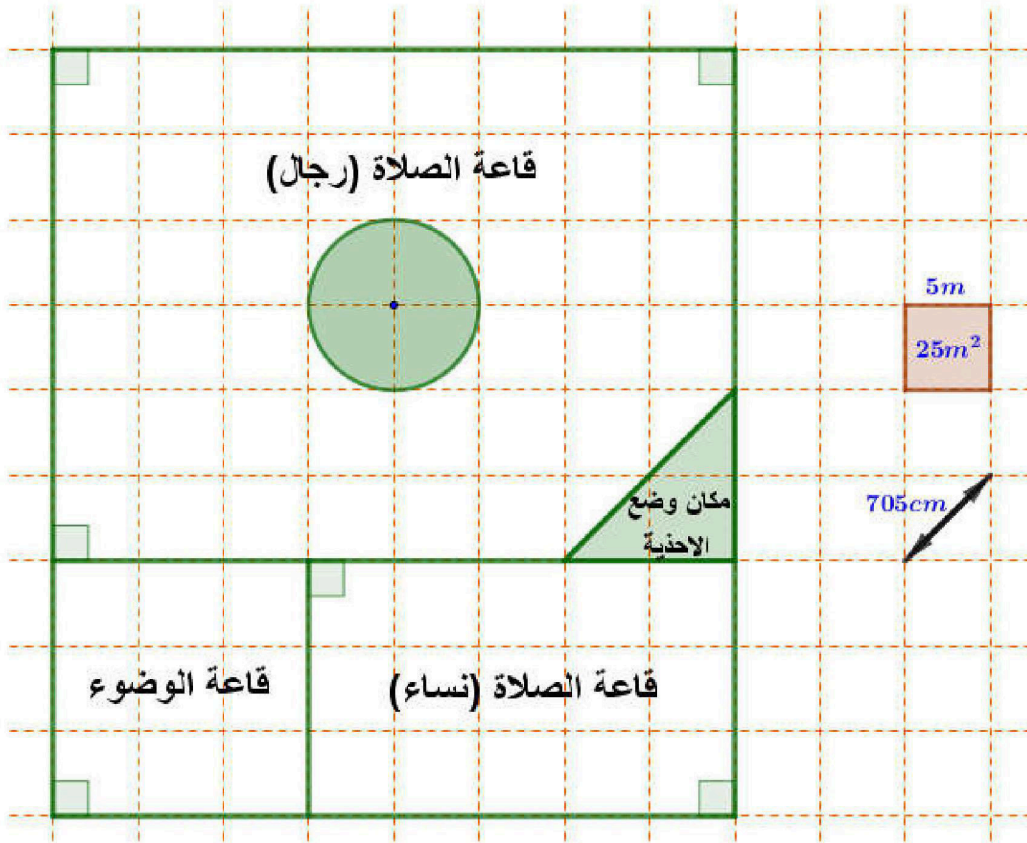 قاعة الصلاة (رجال)
5m
25m²
مكان وضع
الاحذية
705cm
قاعة الصلاة (نساء)
قاعة الوضوء